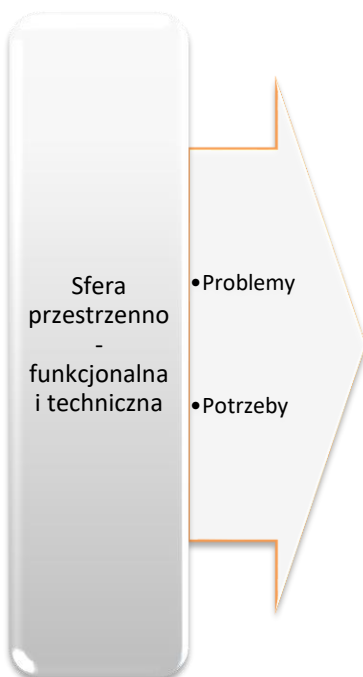 Sfera
przestrzenno
-
funkcjonalna
i techniczna
•Problemy
•Potrzeby